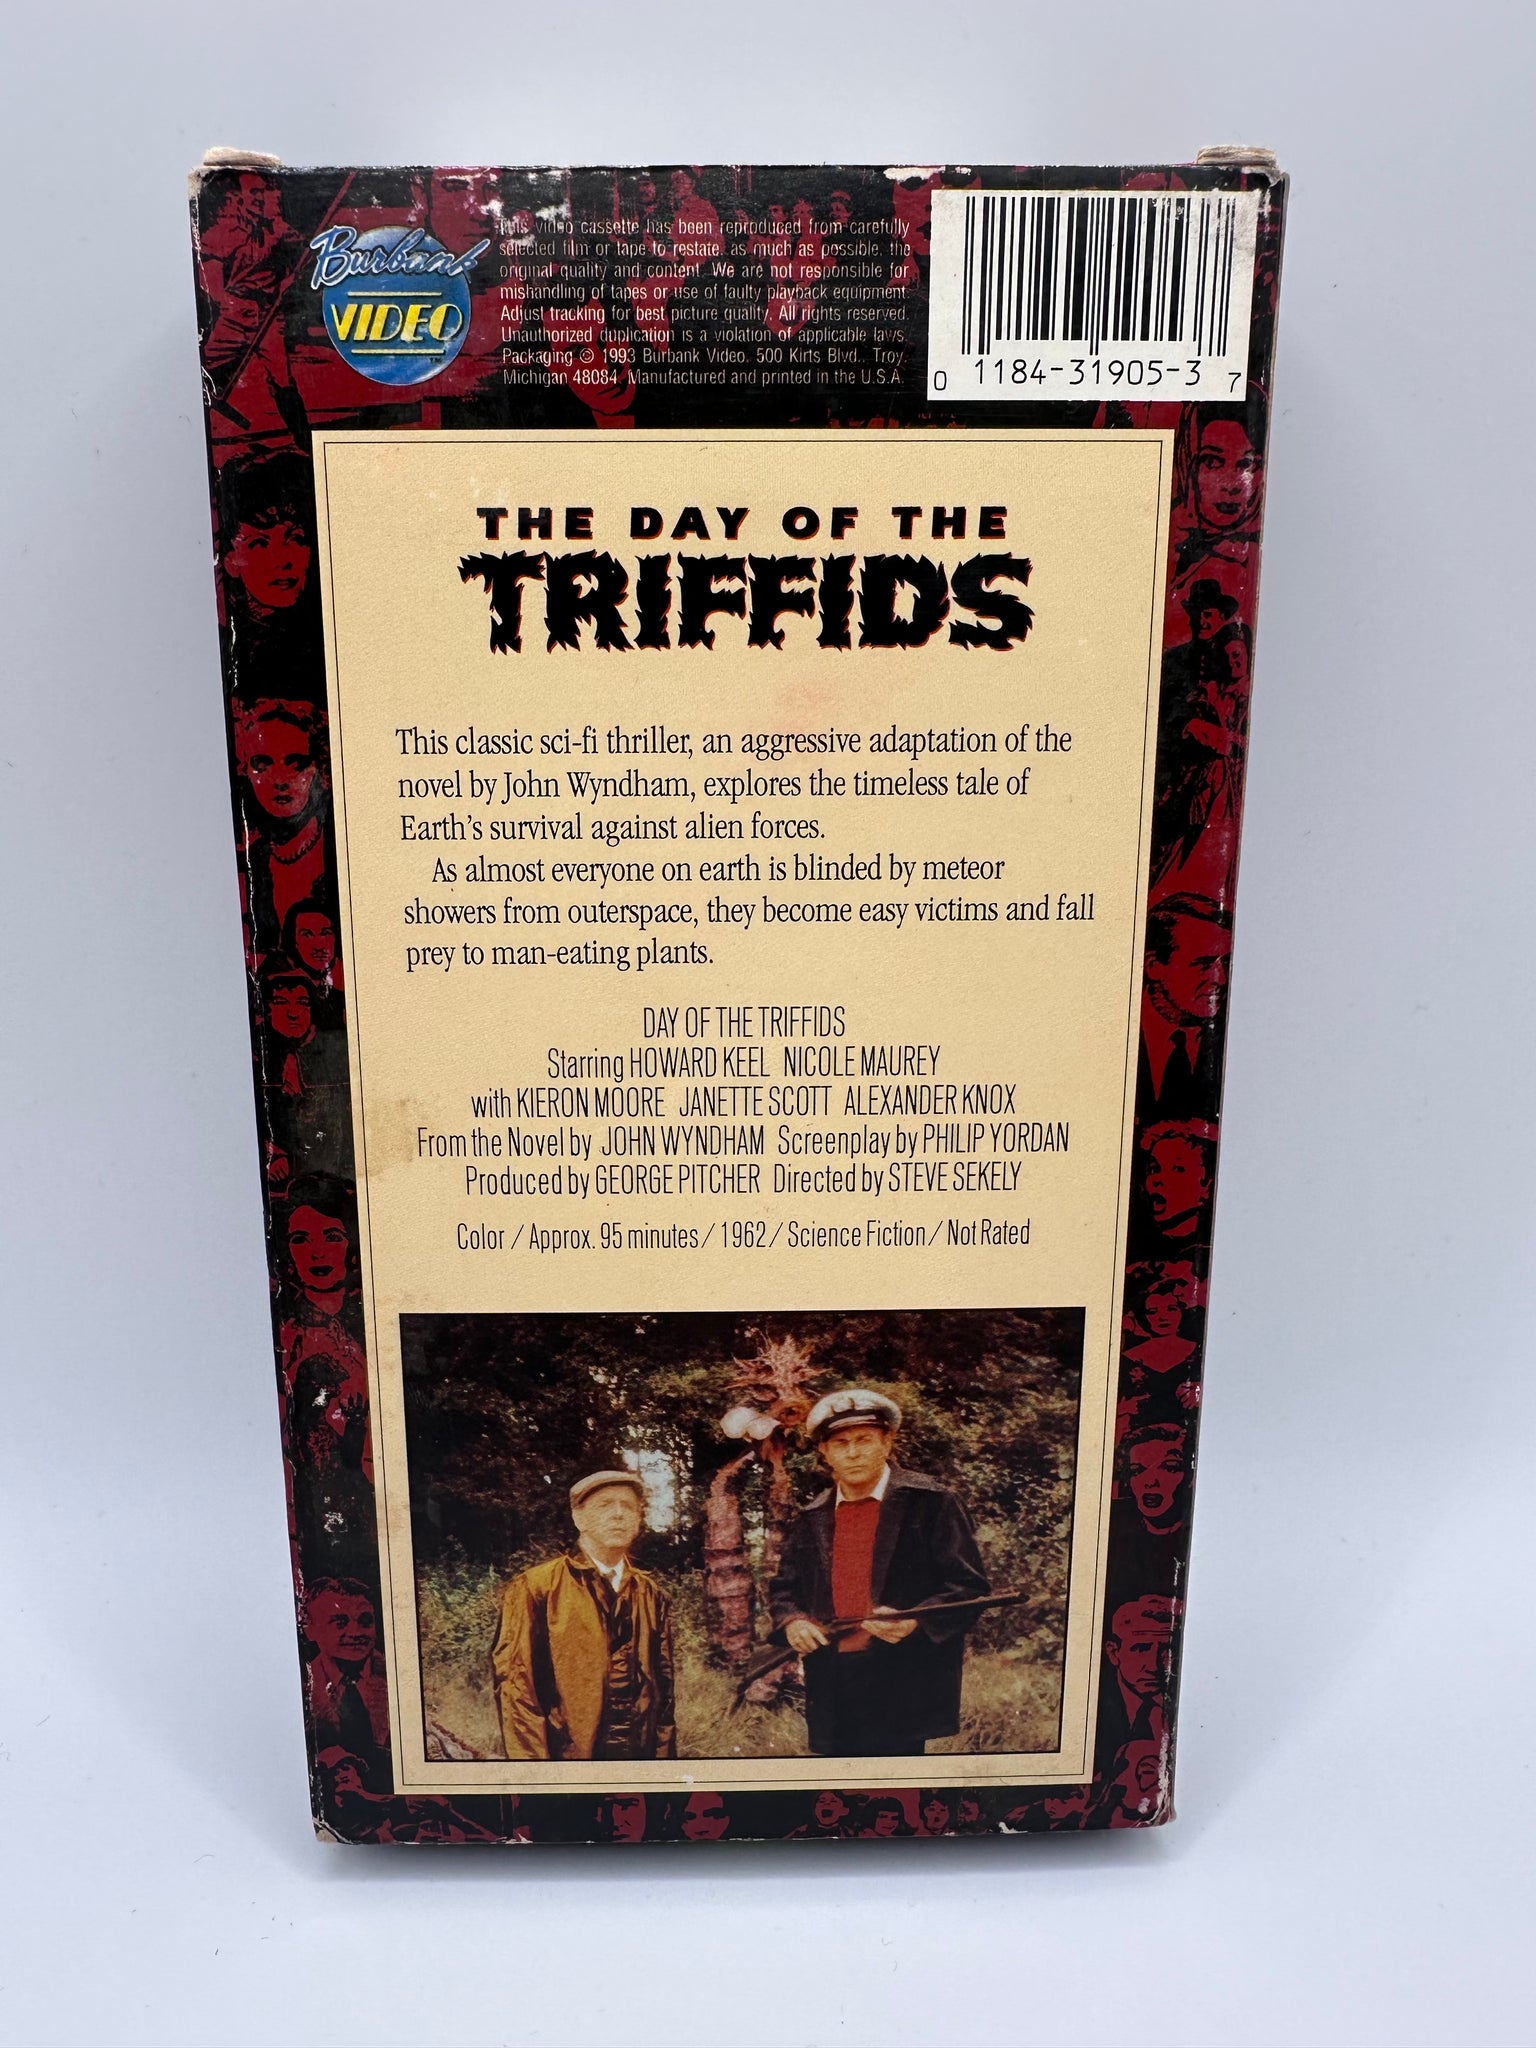 Burbank
VIDEO
This video cassette has been reproduced from carefully
selected film or tape to restate, as much as possible, the
original quality and content. We are not responsible for
mishandling of tapes or use of faulty playback equipment.
Adjust tracking for best picture quality. All rights reserved.
Unauthorized duplication is a violation of applicable laws.
Packaging © 1993 Burbank Video. 500 Kirts Blvd., Troy,
Michigan 48084. Manufactured and printed in the U.S.A.
0 1184-31905-3 7
THE DAY OF THE
TRIFFIDS
This classic sci-fi thriller, an aggressive adaptation of the
novel by John Wyndham, explores the timeless tale of
Earth's survival against alien forces.
As almost everyone on earth is blinded by meteor
showers from outerspace, they become easy victims and fall
prey to man-eating plants.
DAY OF THE TRIFFIDS
Starring HOWARD KEEL NICOLE MAUREY
with KIERON MOORE JANETTE SCOTT ALEXANDER KNOX
From the Novel by JOHN WYNDHAM Screenplay by PHILIP YORDAN
Produced by GEORGE PITCHER Directed by STEVE SEKELY
Color / Approx. 95 minutes / 1962 / Science Fiction / Not Rated